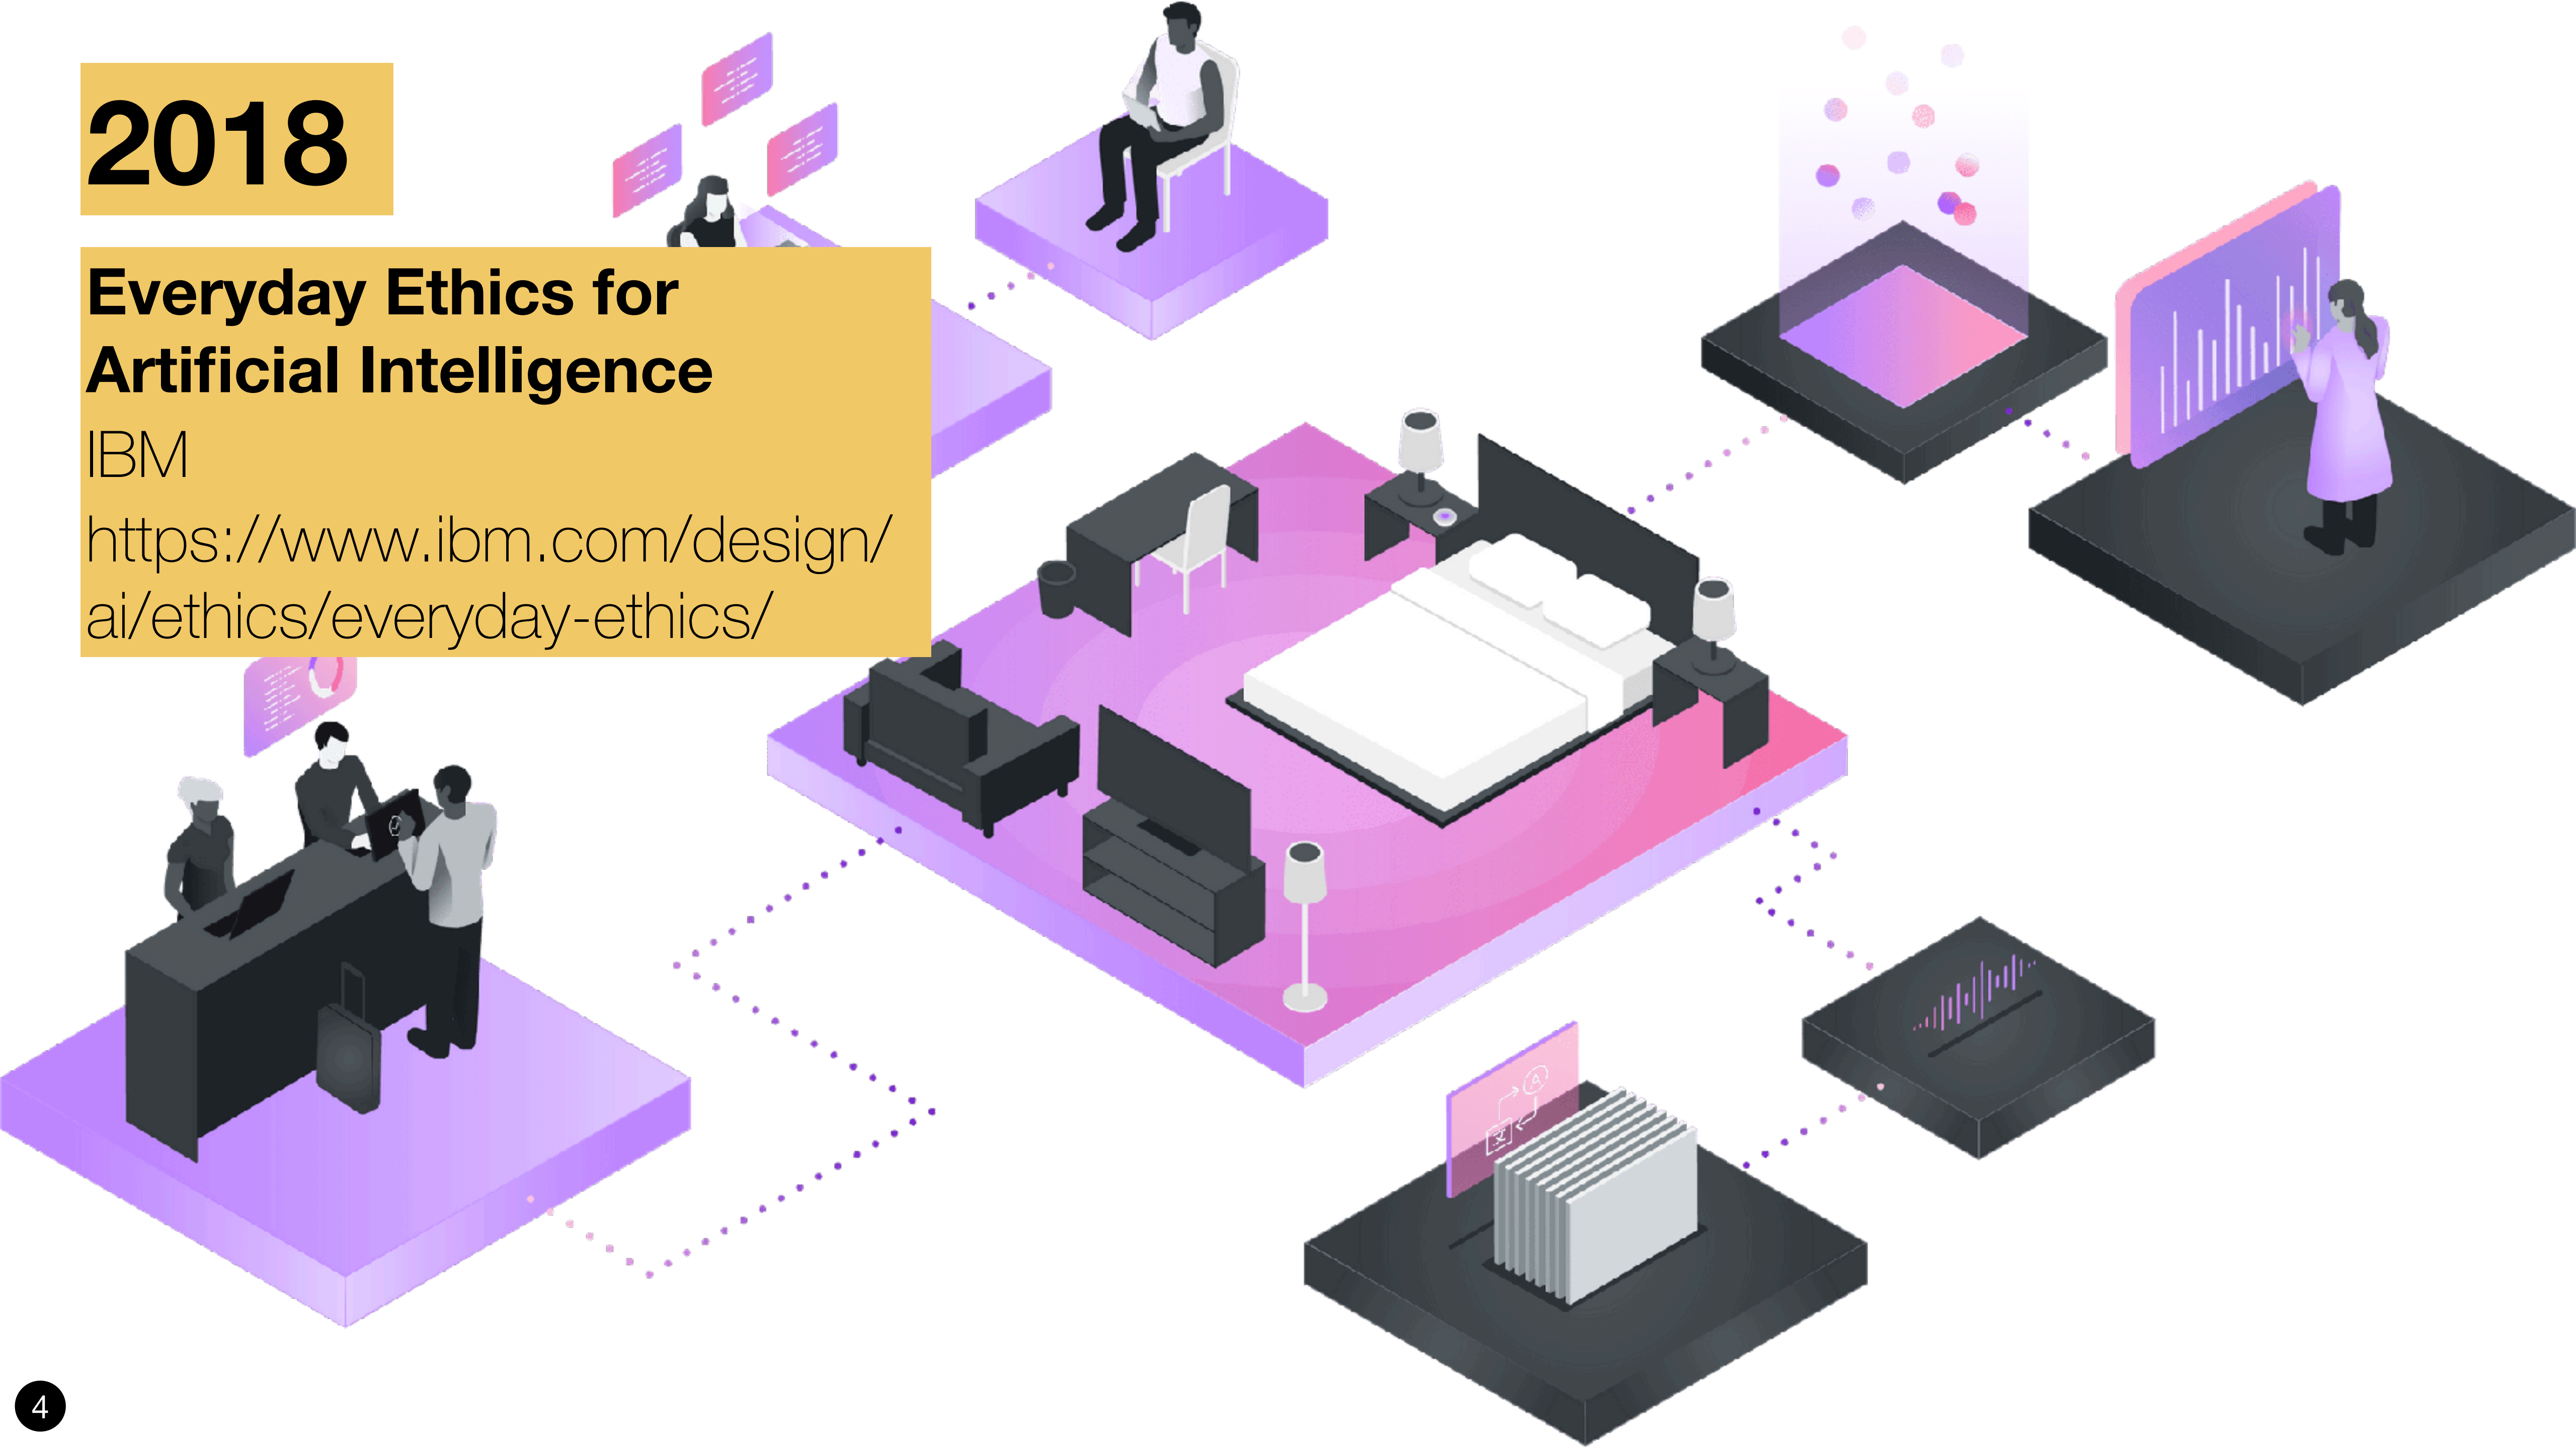 2018
Everyday Ethics for
Artificial Intelligence
IBM
https://www.ibm.com/design/
ai/ethics/everyday-ethics/
4